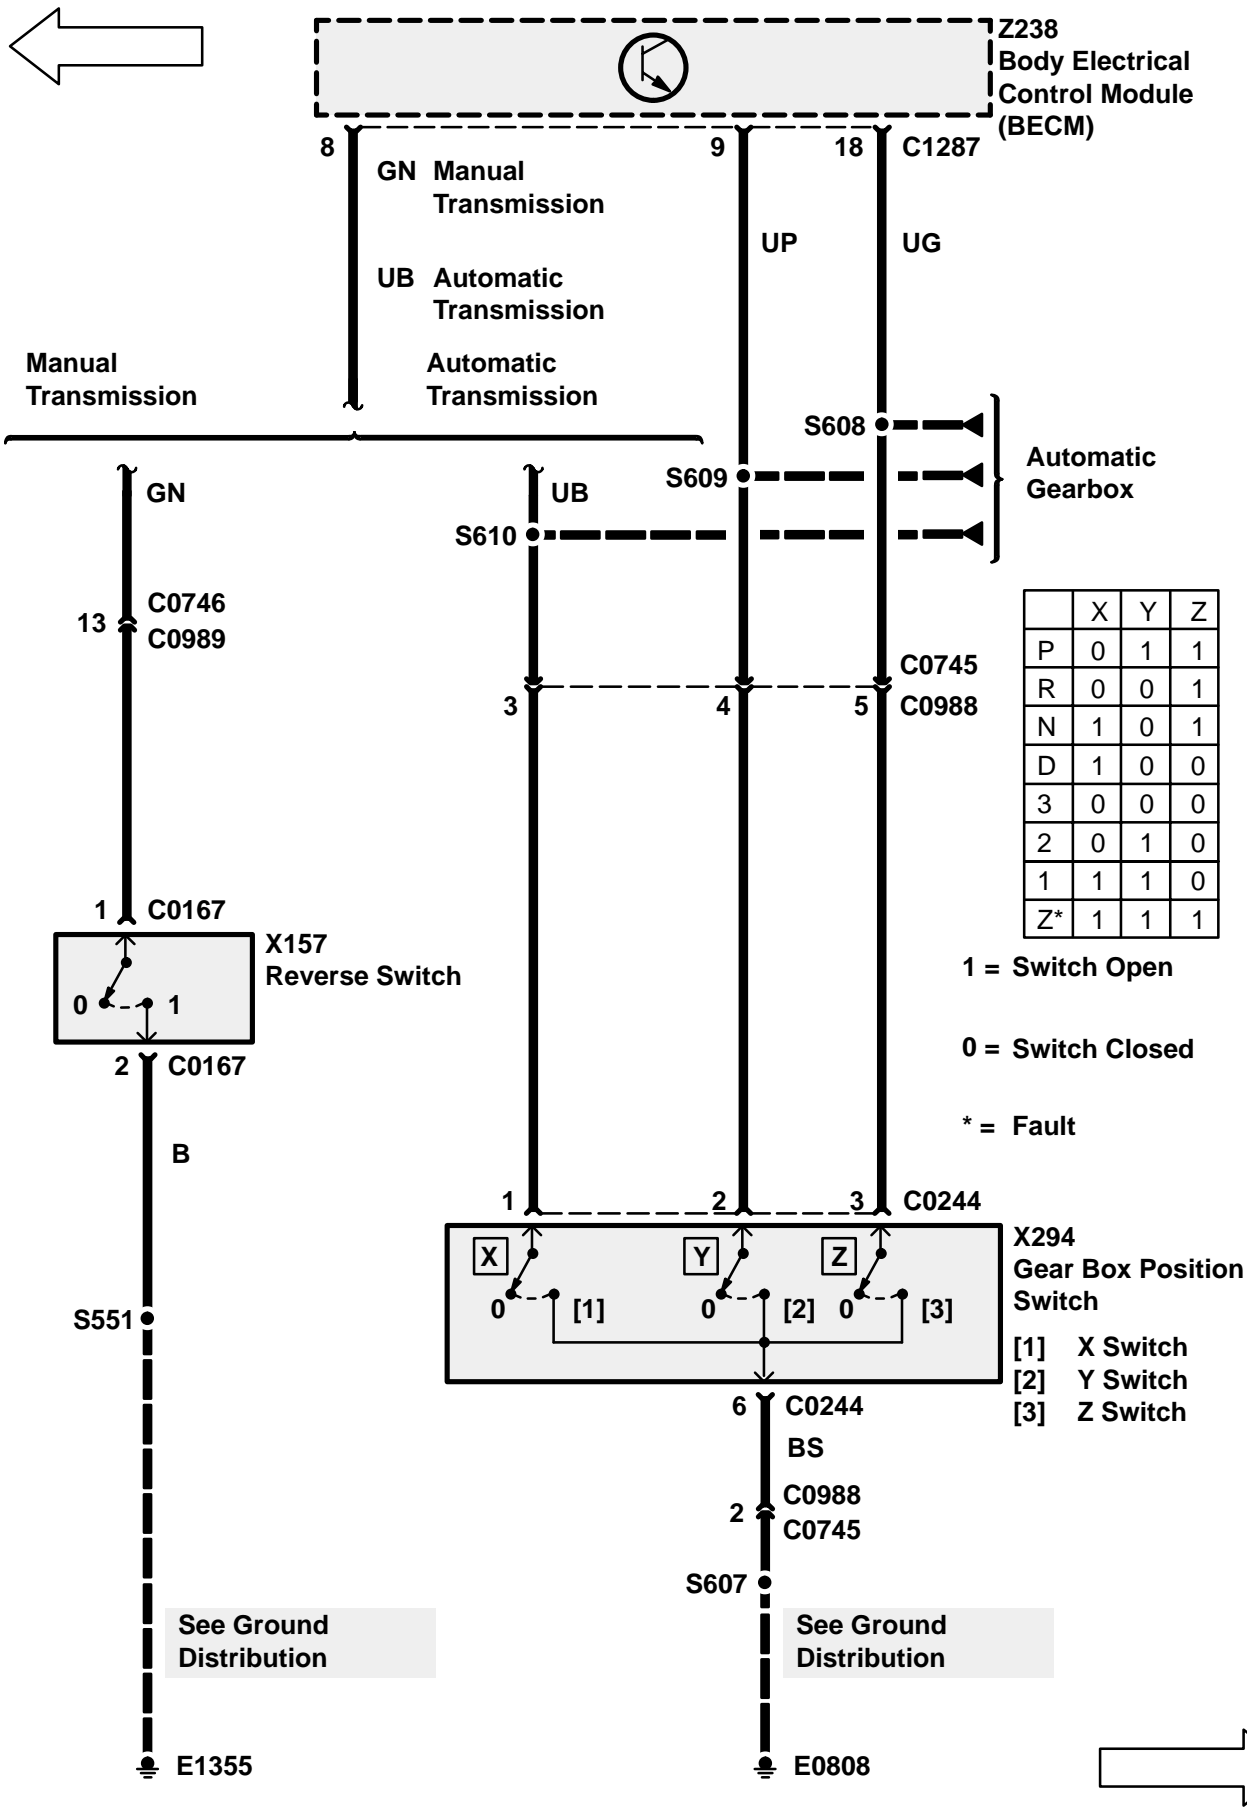 Z238
Body Electrical
Control Module
(BECM)
8
9
18
C1287
GN Manual
Transmission
UP
UG
UB Automatic
Transmission
Manual
Transmission
Automatic
Transmission
S608
S609
S610
Automatic
Gearbox
GN
UB
13
C0746
C0989
C0745
3
4
5
C0988
X Y Z
P 0 1 1
R 0 0 1
N 1 0 1
D 1 0 0
3 0 0 0
2 0 1 0
1 1 1 0
Z* 1 1 1
1 = Switch Open
0 = Switch Closed
* = Fault
1 C0167
X157
Reverse Switch
0 1
2 C0167
B
1
2
3
C0244
X Y Z
0 [1] 0 [2] 0 [3]
X294
Gear Box Position
Switch
[1] X Switch
[2] Y Switch
[3] Z Switch
S551
6 C0244
BS
2
C0988
C0745
S607
See Ground
Distribution
See Ground
Distribution
E1355
E0808